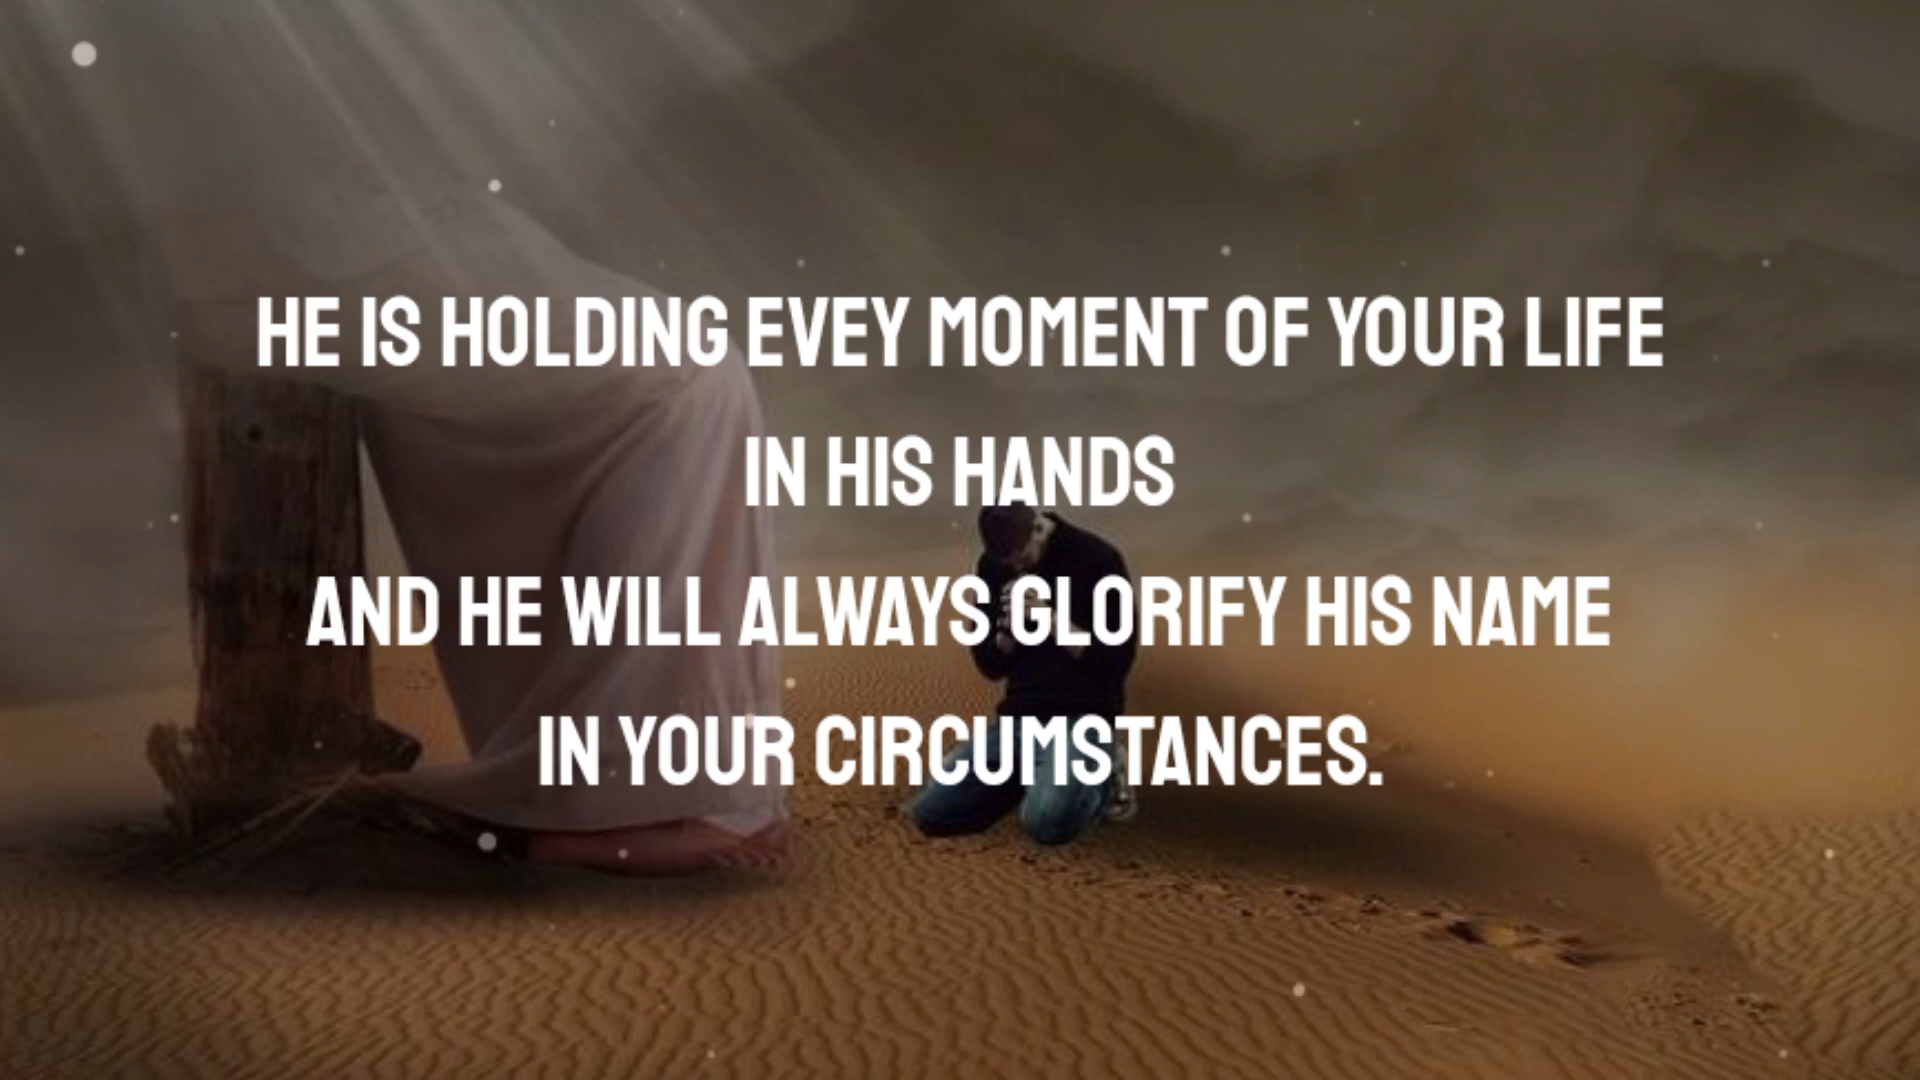 HE IS HOLDING EVEY MOMENT OF YOUR LIFE
IN HIS HANDS
AND HE WILL ALWAYS GLORIFY HIS NAME
IN YOUR CIRCUMSTANCES.